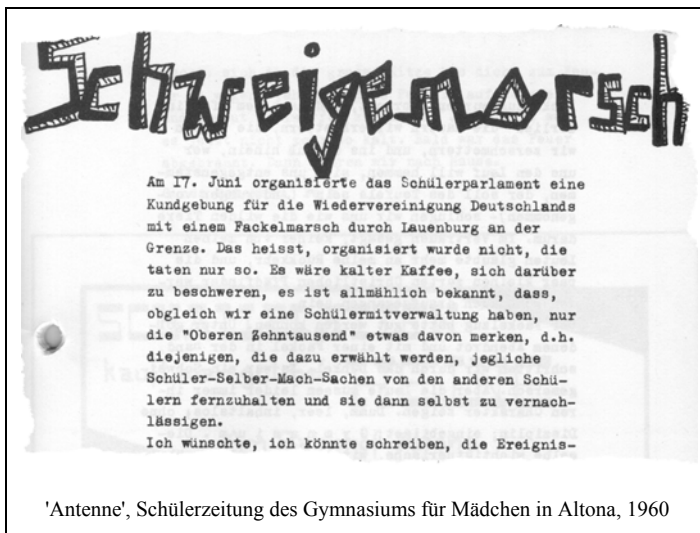 Schweigemarsch
Am 17. Juni organisierte das Schülerparlament eine
Kundgebung für die Wiedervereinigung Deutschlands
mit einem Fackelmarsch durch Lauenburg an der
Grenze. Das heisst, organisiert wurde nicht, die
taten nur so. Es wäre kalter Kaffee, sich darüber
zu beschweren, es ist allmählich bekannt, dass,
obgleich wir eine Schülermitverwaltung haben, nur
die "Oberen Zehntausend" etwas davon merken, d.h.
diejenigen, die dazu erwählt werden, jegliche
Schüler-Selber-Mach-Sachen von den anderen Schü-
lern fernzuhalten und sie dann selbst zu vernach-
lässigen.
Ich wünschte, ich könnte schreiben, die Ereignis-
'Antenne', Schülerzeitung des Gymnasiums für Mädchen in Altona, 1960